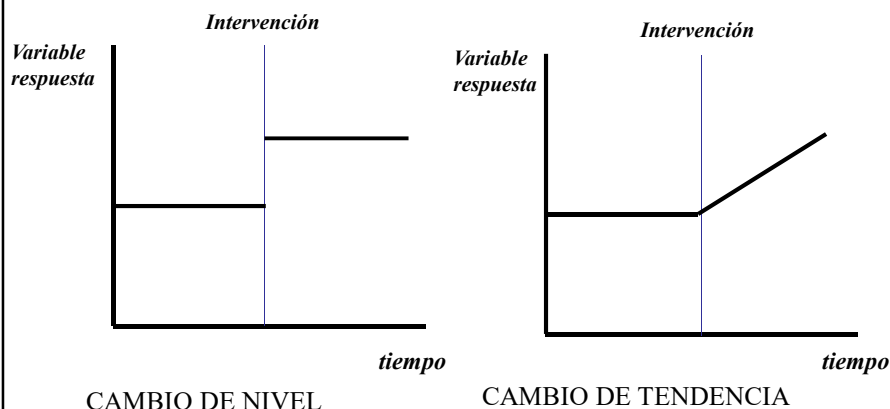 Intervención
Variable
respuesta
tiempo
CAMBIO DE NIVEL
Intervención
Variable
respuesta
tiempo
CAMBIO DE TENDENCIA